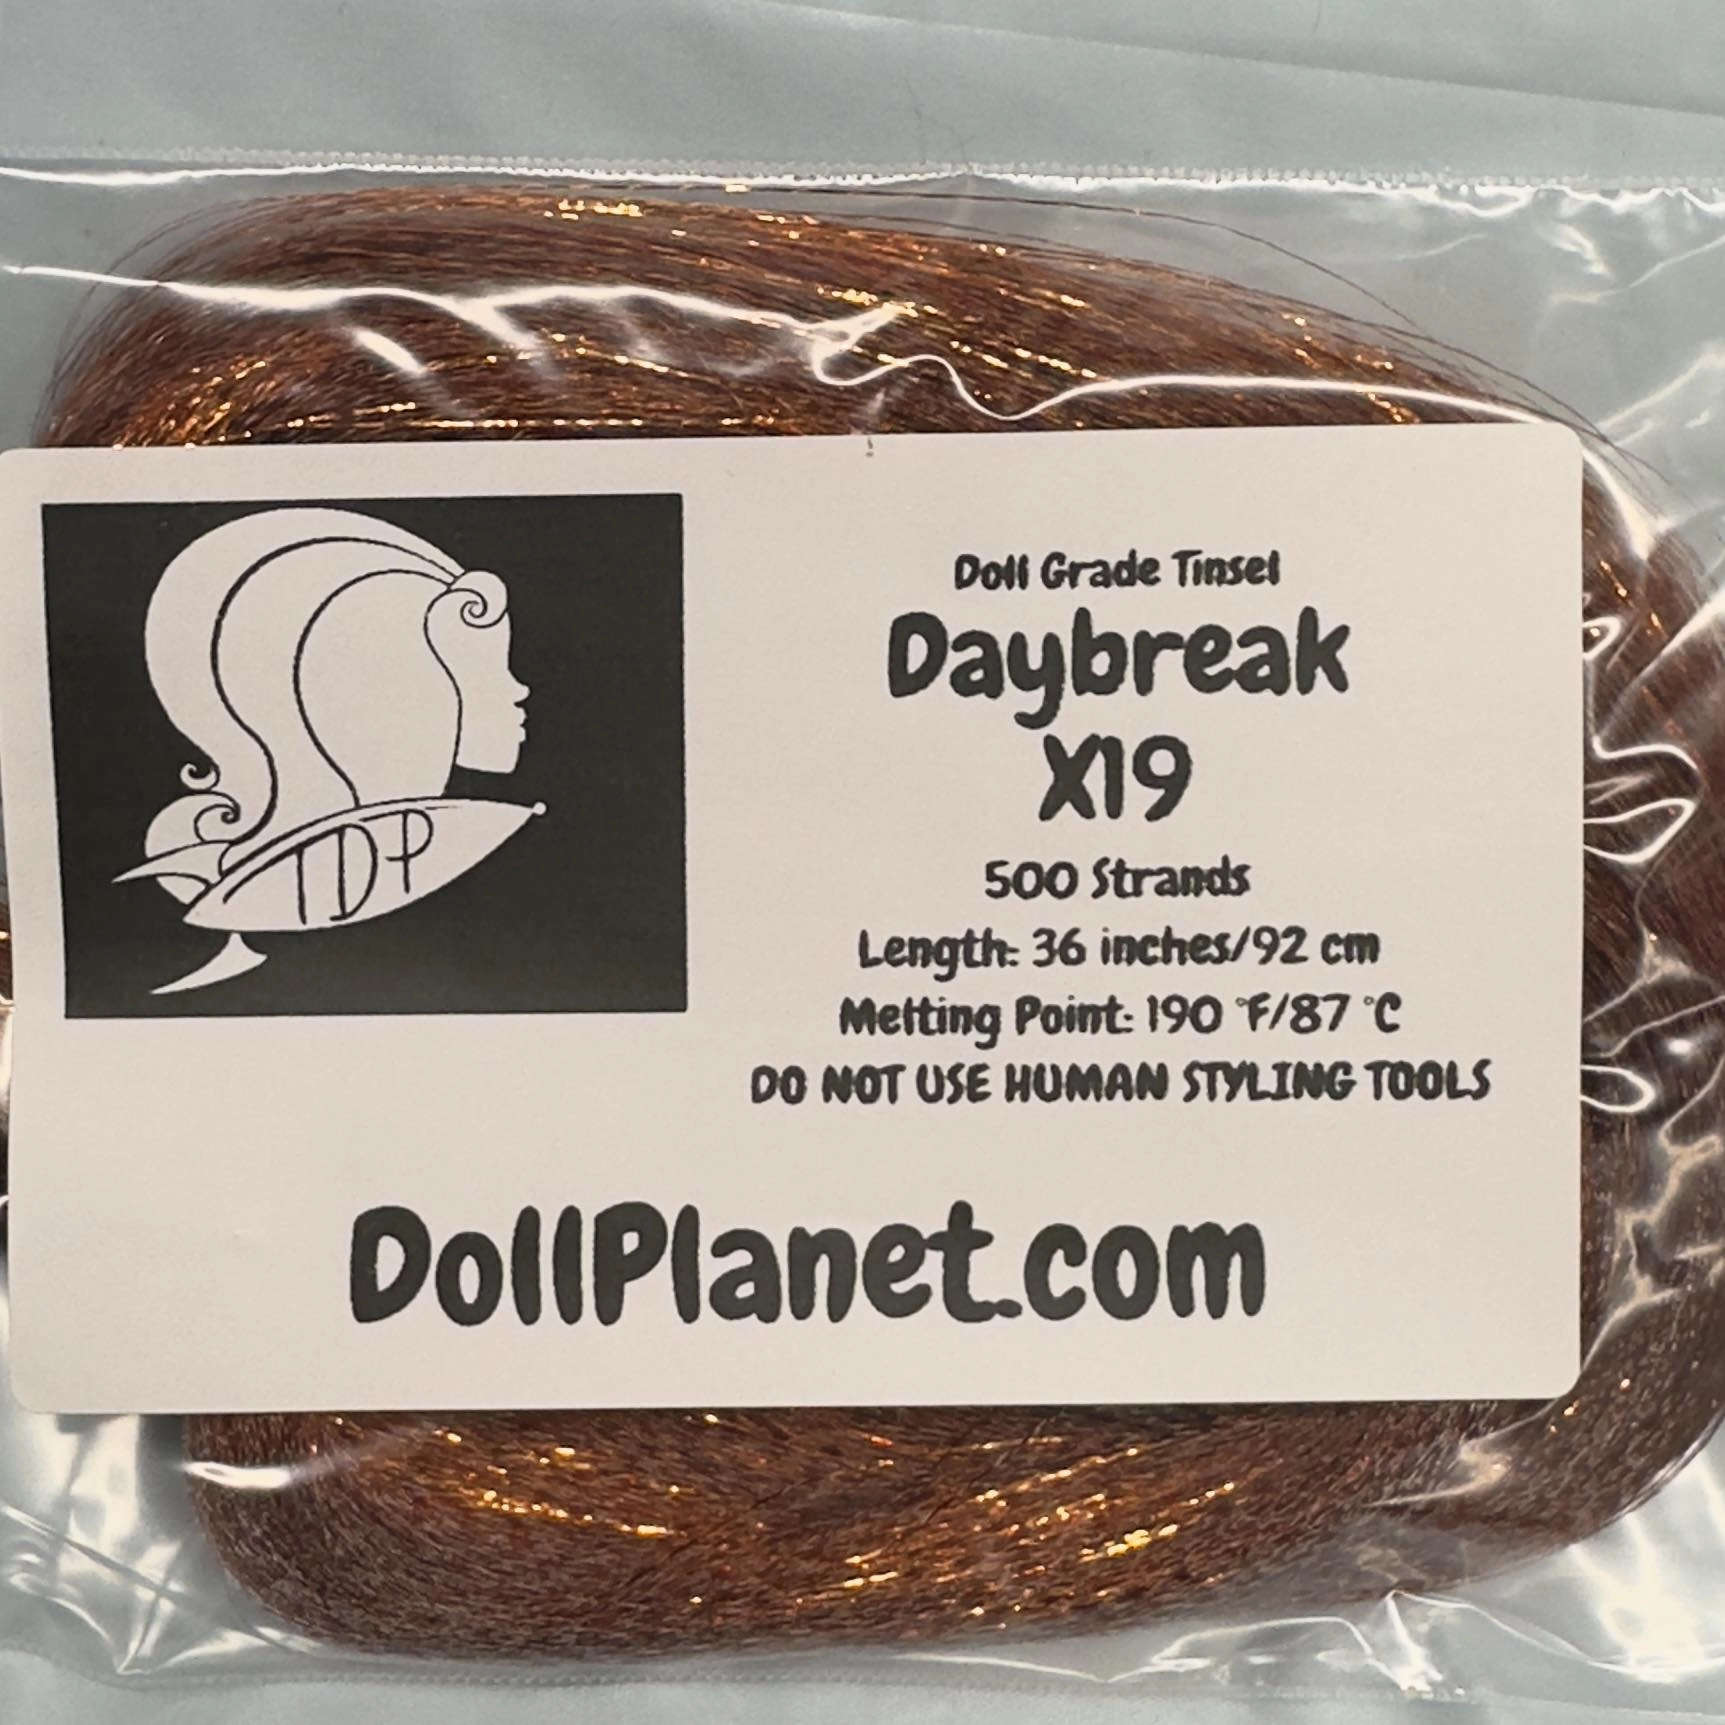 TDP
Doll Grade Tinsel
Daybreak
X19
500 Strands
Length: 36 inches/92 cm
Melting Point: 190 °F/87 °C
DO NOT USE HUMAN STYLING TOOLS
DollPlanet.com